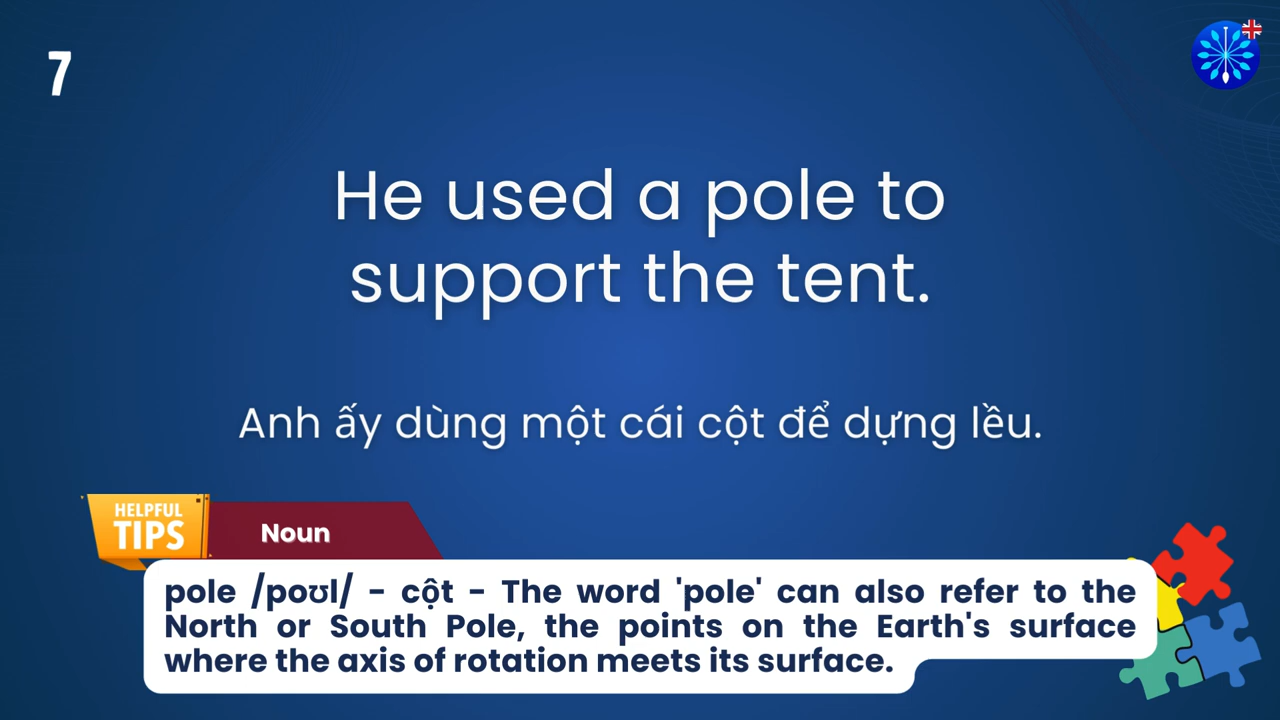 7
He used a pole to
support the tent.
Anh ấy dùng một cái cột để dựng lều.
HELPFUL
TIPS
Noun
pole /poʊl/ - cột - The word 'pole' can also refer to the
North or South Pole, the points on the Earth's surface
where the axis of rotation meets its surface.